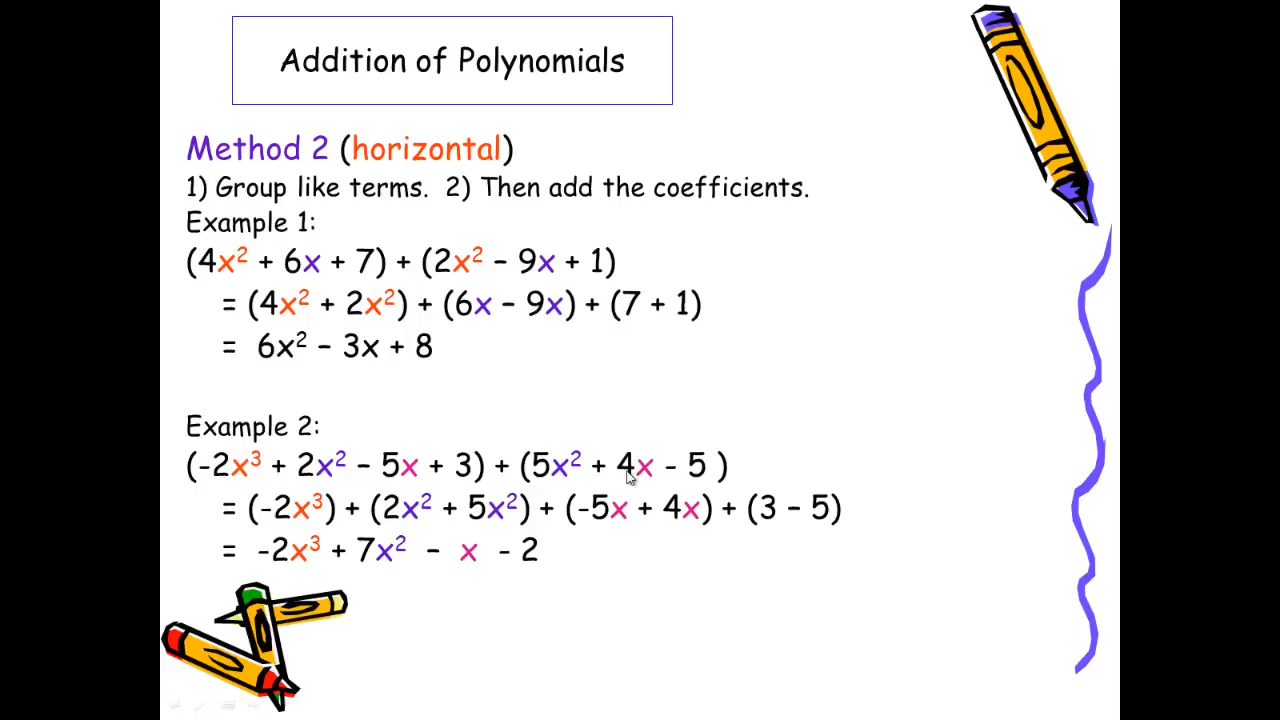 Addition of Polynomials
Method 2 (horizontal)
1) Group like terms.  2) Then add the coefficients.
Example 1:
(4x² + 6x + 7) + (2x² – 9x + 1)
= (4x² + 2x²) + (6x – 9x) + (7 + 1)
= 6x² – 3x + 8
Example 2:
(-2x³ + 2x² – 5x + 3) + (5x² + 4x - 5 )
= (-2x³) + (2x² + 5x²) + (-5x + 4x) + (3 – 5)
= -2x³ + 7x² – x - 2